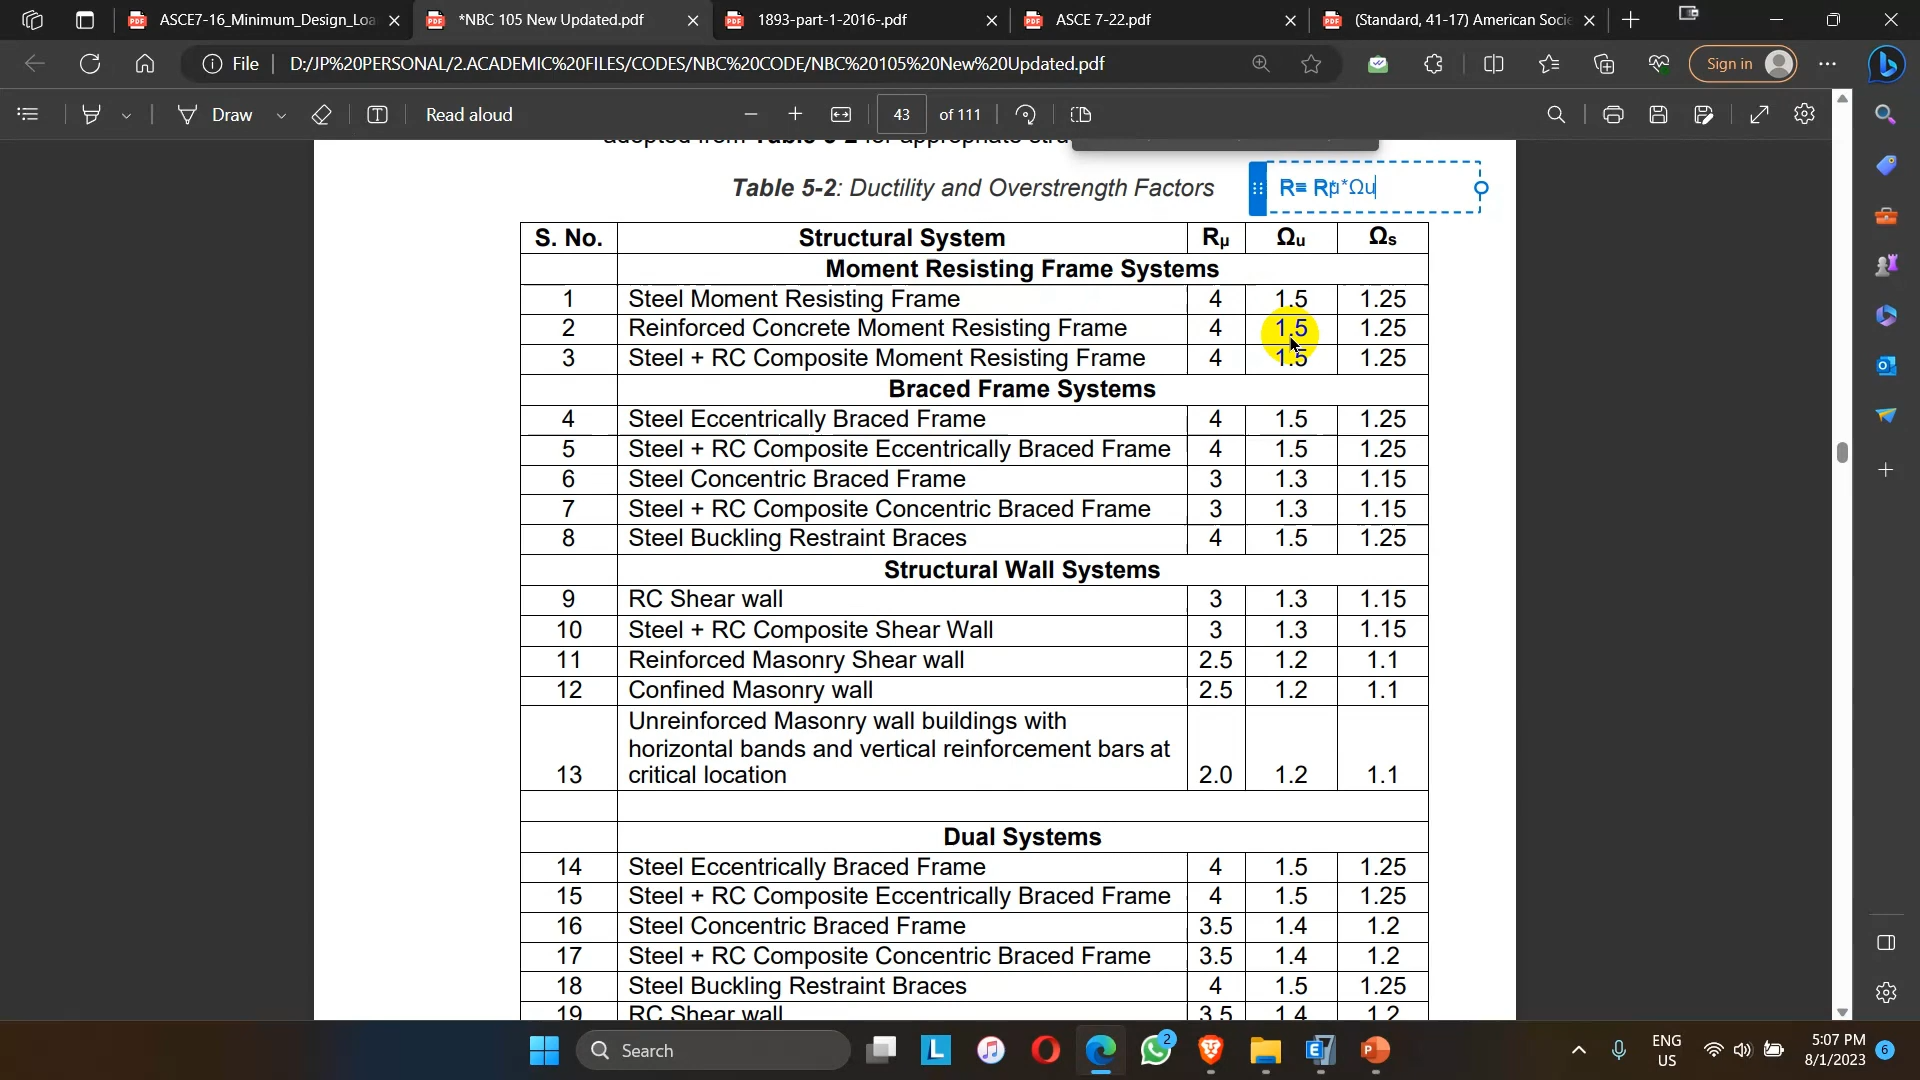 ASCE7-16_Minimum_Design_Loa
*NBC 105 New Updated.pdf
1893-part-1-2016-.pdf
ASCE 7-22.pdf
(Standard, 41-17) American Socie
File
D:/JP%20PERSONAL/2.ACADEMIC%20FILES/CODES/NBC%20CODE/NBC%20105%20New%20Updated.pdf
Sign in
Draw
Read aloud
43
of 111
Table 5-2: Ductility and Overstrength Factors
R= Rμ*Ωu
S. No. Structural System Rμ Ωu Ωs
Moment Resisting Frame Systems
1 Steel Moment Resisting Frame 4 1.5 1.25
2 Reinforced Concrete Moment Resisting Frame 4 1.5 1.25
3 Steel + RC Composite Moment Resisting Frame 4 1.5 1.25
Braced Frame Systems
4 Steel Eccentrically Braced Frame 4 1.5 1.25
5 Steel + RC Composite Eccentrically Braced Frame 4 1.5 1.25
6 Steel Concentric Braced Frame 3 1.3 1.15
7 Steel + RC Composite Concentric Braced Frame 3 1.3 1.15
8 Steel Buckling Restraint Braces 4 1.5 1.25
Structural Wall Systems
9 RC Shear wall 3 1.3 1.15
10 Steel + RC Composite Shear Wall 3 1.3 1.15
11 Reinforced Masonry Shear wall 2.5 1.2 1.1
12 Confined Masonry wall 2.5 1.2 1.1
Unreinforced Masonry wall buildings with
horizontal bands and vertical reinforcement bars at
13 critical location 2.0 1.2 1.1
Dual Systems
14 Steel Eccentrically Braced Frame 4 1.5 1.25
15 Steel + RC Composite Eccentrically Braced Frame 4 1.5 1.25
16 Steel Concentric Braced Frame 3.5 1.4 1.2
17 Steel + RC Composite Concentric Braced Frame 3.5 1.4 1.2
18 Steel Buckling Restraint Braces 4 1.5 1.25
19 RC Shear wall 3.5 1.4 1.2
Search
2
ENG
US
5:07 PM
8/1/2023
6